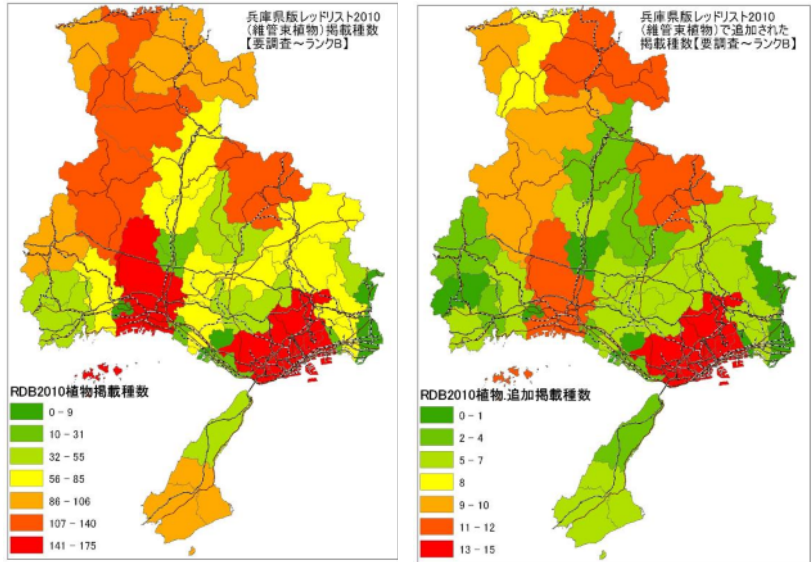 兵庫県版レッドリスト2010
(維管束植物)掲載種数
【要調査～ランクB】
RDB2010植物掲載種数
0 - 9
10 - 31
32 - 55
56 - 85
86 - 106
107 - 140
141 - 175
兵庫県版レッドリスト2010
(維管束植物)で追加された
掲載種数【要調査～ランクB】
RDB2010植物.追加掲載種数
0 - 1
2 - 4
5 - 7
8
9 - 10
11 - 12
13 - 15